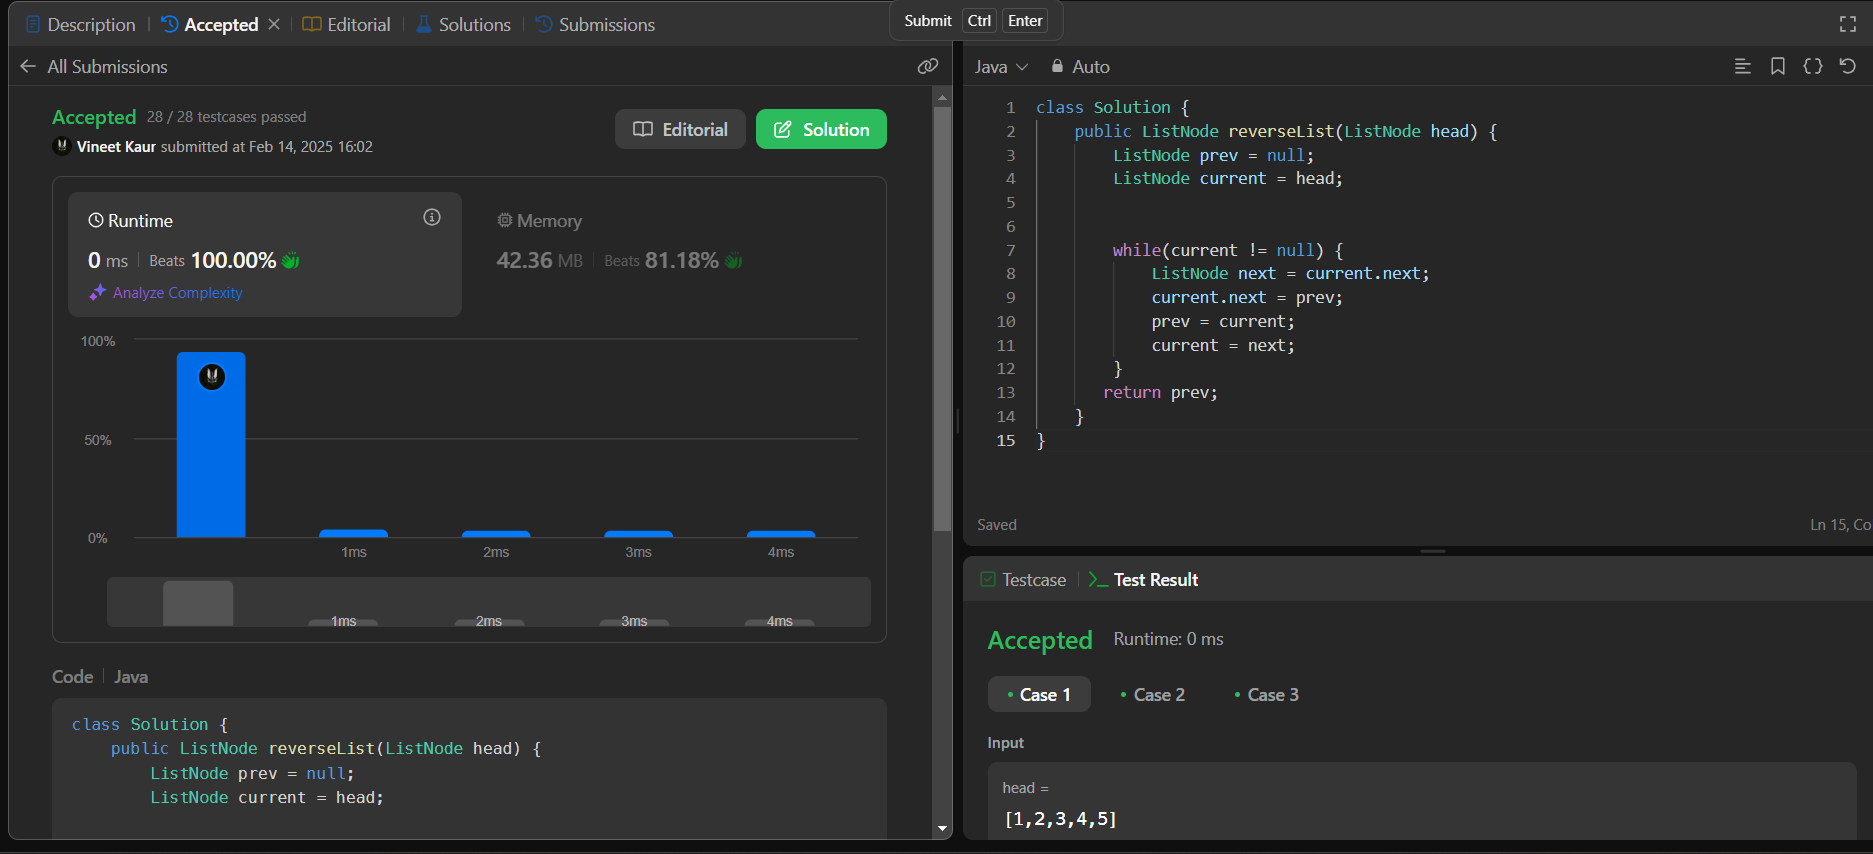 Description | Accepted × | Editorial | Solutions | Submissions
Submit Ctrl Enter
← All Submissions
Accepted 28 / 28 testcases passed
Vineet Kaur submitted at Feb 14, 2025 16:02
Editorial
Solution
Runtime
0 ms | Beats 100.00%
Analyze Complexity
Memory
42.36 MB | Beats 81.18%
100%
50%
0%
1ms 2ms 3ms 4ms
1ms 2ms 3ms 4ms
Code | Java
class Solution {
    public ListNode reverseList(ListNode head) {
        ListNode prev = null;
        ListNode current = head;
Java Auto
1 class Solution {
2     public ListNode reverseList(ListNode head) {
3         ListNode prev = null;
4         ListNode current = head;
5
6
7         while(current != null) {
8             ListNode next = current.next;
9             current.next = prev;
10             prev = current;
11             current = next;
12         }
13        return prev;
14     }
15 }
Saved
Ln 15, Co
Testcase | >_ Test Result
Accepted Runtime: 0 ms
• Case 1 • Case 2 • Case 3
Input
head =
[1,2,3,4,5]